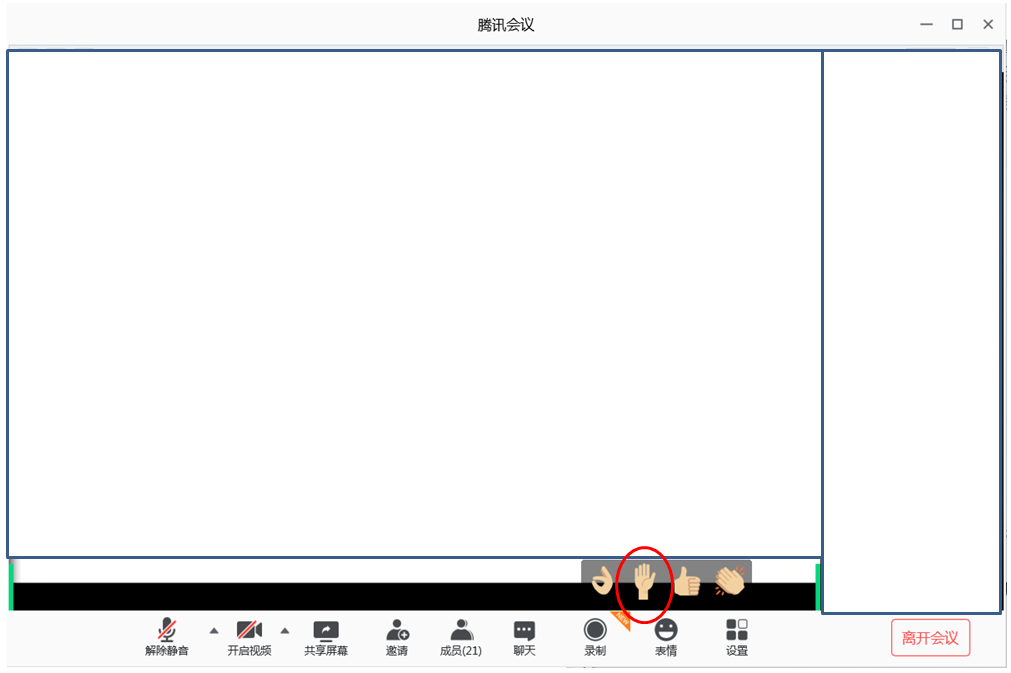 腾讯会议
NEW
解除静音
开启视频
共享屏幕
邀请
成员(21)
聊天
录制
表情
设置
离开会议